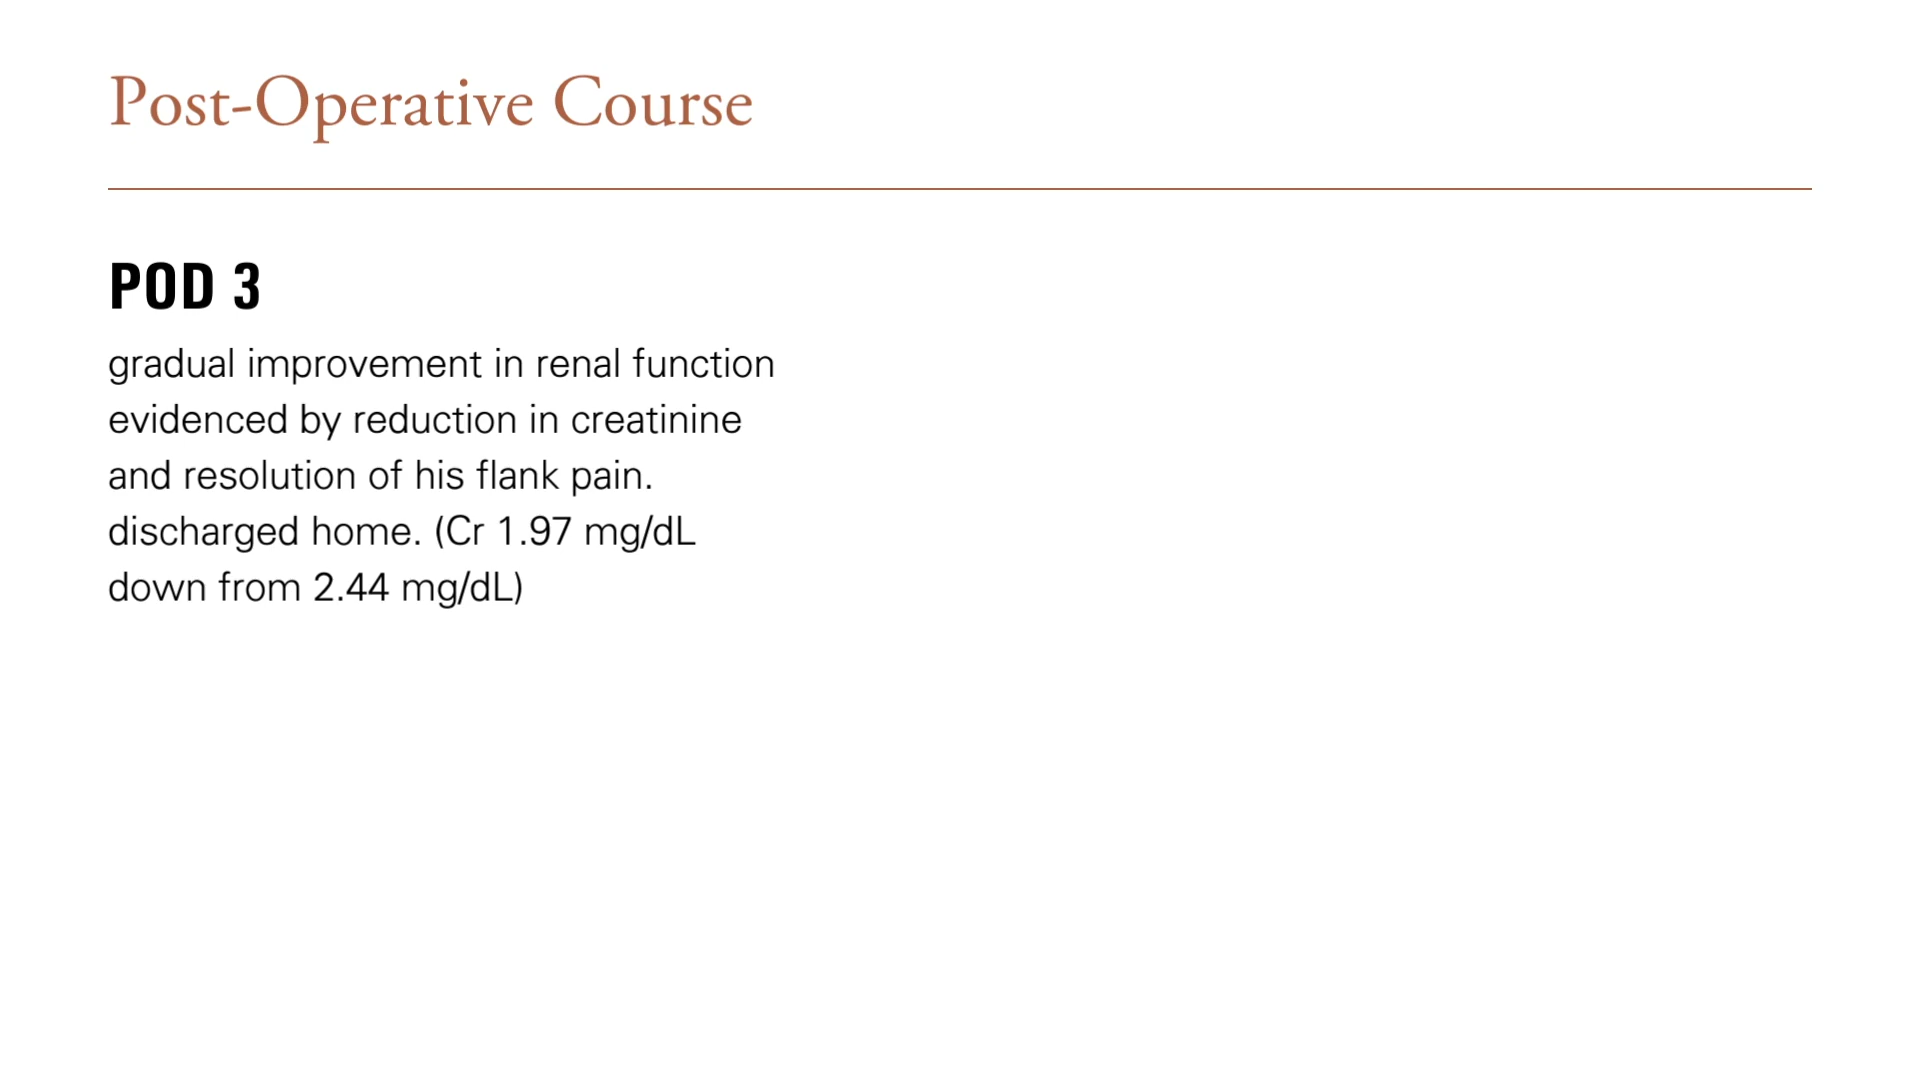 Post-Operative Course
POD 3
gradual improvement in renal function
evidenced by reduction in creatinine
and resolution of his flank pain.
discharged home. (Cr 1.97 mg/dL
down from 2.44 mg/dL)